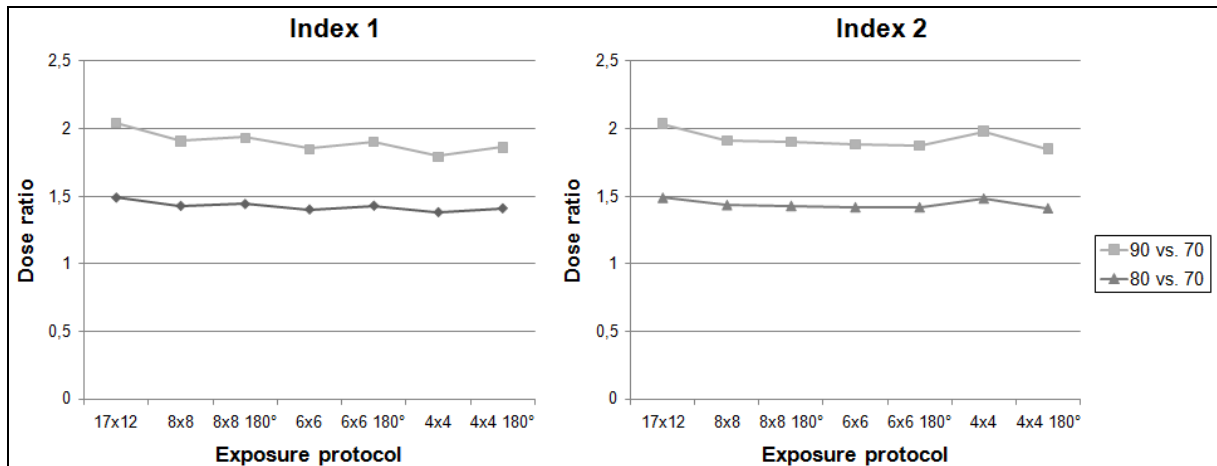 Index 1
2,5
2
1,5
1
0,5
0
Dose ratio
17x12 8x8 8x8 180° 6x6 6x6 180° 4x4 4x4 180°
Exposure protocol
Index 2
2,5
2
1,5
1
0,5
0
Dose ratio
17x12 8x8 8x8 180° 6x6 6x6 180° 4x4 4x4 180°
Exposure protocol
90 vs. 70
80 vs. 70